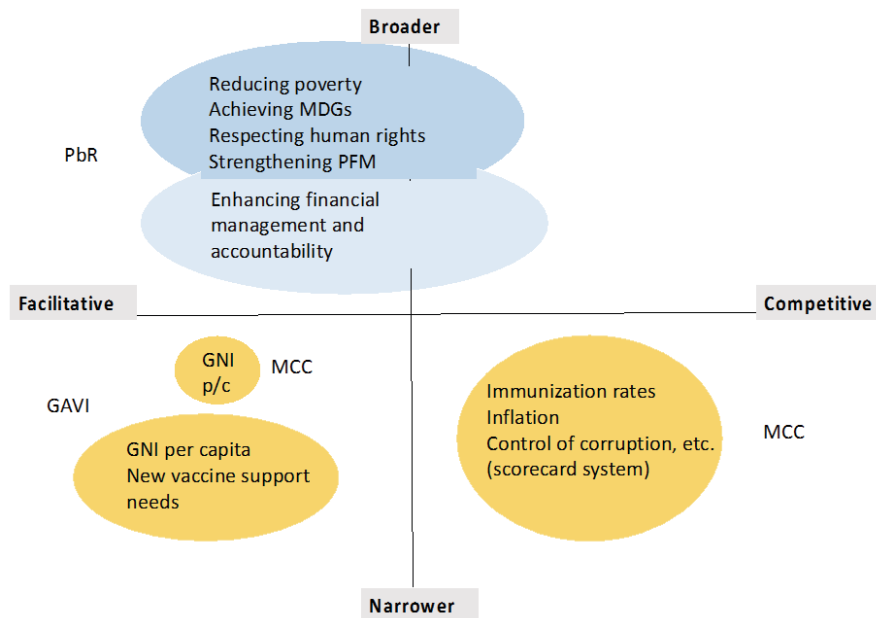 Broader
Reducing poverty
Achieving MDGs
Respecting human rights
Strengthening PFM
PbR
Enhancing financial
management and
accountability
Facilitative
Competitive
GNI
p/c
MCC
GAVI
GNI per capita
New vaccine support
needs
Immunization rates
Inflation
Control of corruption, etc.
(scorecard system)
MCC
Narrower